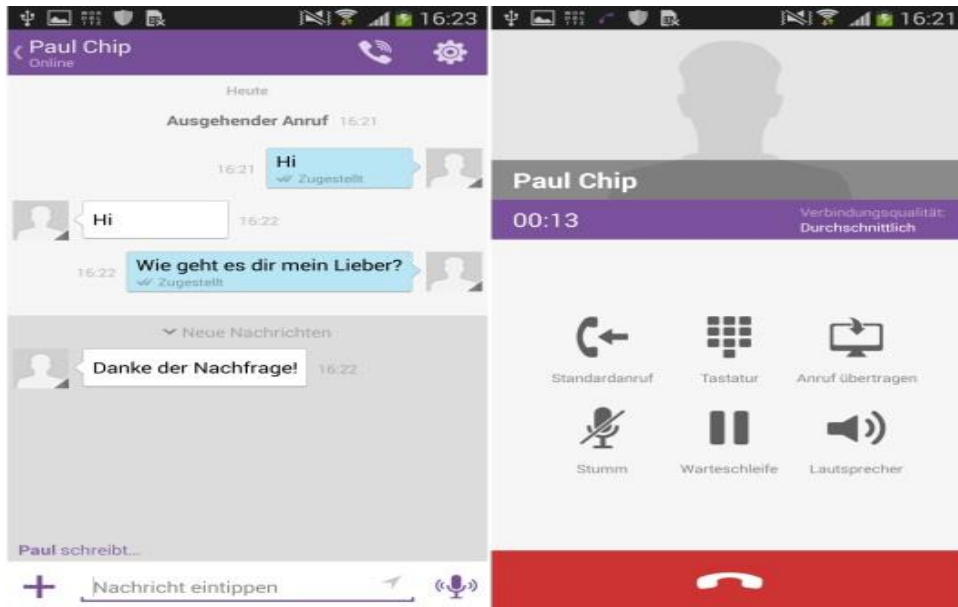 16:23
Paul Chip
Online
Heute
Ausgehender Anruf 16:21
16:21 Hi
Zugestellt
Hi 16:22
16:22 Wie geht es dir mein Lieber?
Zugestellt
Neue Nachrichten
Danke der Nachfrage! 16:22
Paul schreibt...
Nachricht eintippen
16:21
Paul Chip
00:13
Verbindungsqualität:
Durchschnittlich
Standardanruf Tastatur Anruf übertragen
Stumm Warteschleife Lautsprecher